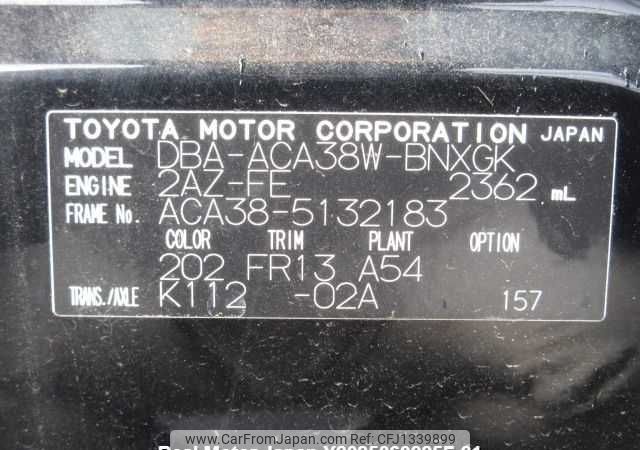 TOYOTA MOTOR CORPORATION JAPAN
MODEL DBA-ACA38W-BNXGK
ENGINE 2AZ-FE 2362 mL
FRAME No. ACA38-5132183
COLOR TRIM PLANT OPTION
202 FR13 A54
TRANS./AXLE K112 -02A 157
www.CarFromJapan.com - CFJ1339899